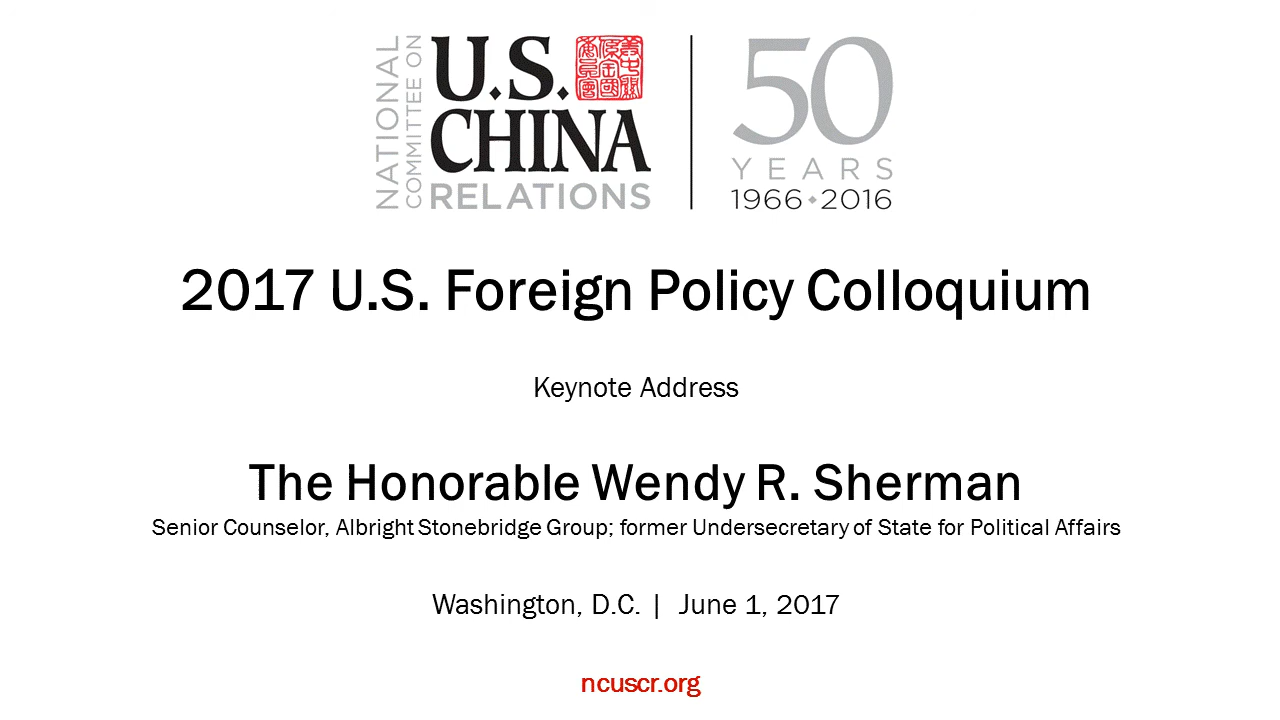 NATIONAL
COMMITTEE ON
U.S.
CHINA
RELATIONS
50
YEARS
1966 • 2016
2017 U.S. Foreign Policy Colloquium
Keynote Address
The Honorable Wendy R. Sherman
Senior Counselor, Albright Stonebridge Group; former Undersecretary of State for Political Affairs
Washington, D.C. | June 1, 2017
ncuscr.org